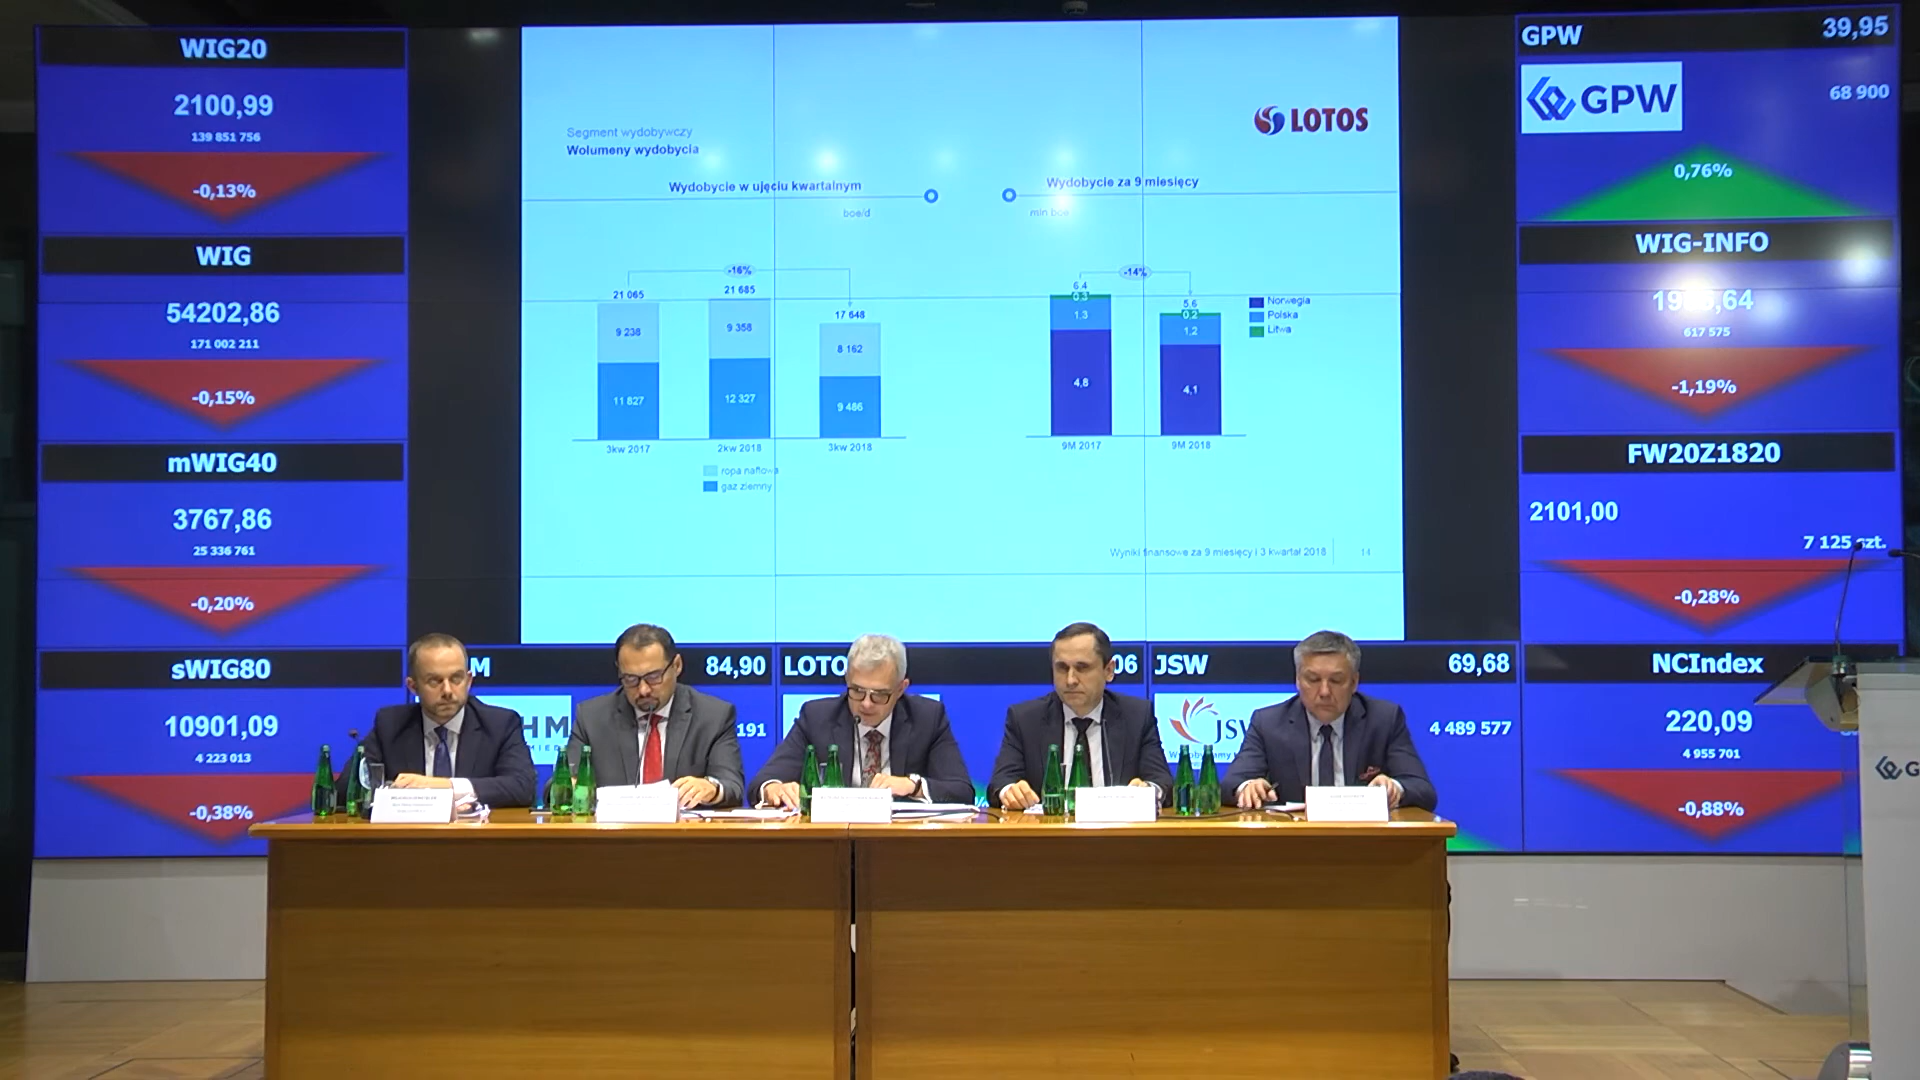 WIG20
2100,99
139 851 756
-0,13%
WIG
54202,86
171 002 211
-0,15%
mWIG40
3767,86
25 336 761
-0,20%
sWIG80
10901,09
4 223 013
-0,38%
LOTOS
Segment wydobywczy
Wolumeny wydobycia
Wydobycie w ujęciu kwartalnym
boe/d
-16%
21 065
21 685
17 648
9 238
9 358
8 162
11 827
12 327
9 486
3kw 2017
2kw 2018
3kw 2018
ropa naftowa
gaz ziemny
Wydobycie za 9 miesięcy
mln boe
-14%
6.4
5,6
0.3
0.2
1.3
1.2
4,8
4,1
9M 2017
9M 2018
Norwegia
Polska
Litwa
Wyniki finansowe za 9 miesięcy i 3 kwartał 2018
14
M 84,90
HM
191
LOTO 06
JSW 69,68
JSW
4 489 577
GPW 39,95
GPW
68 900
0,76%
WIG-INFO
617 575
-1,19%
FW20Z1820
2101,00
7 125 szt.
-0,28%
NCIndex
220,09
4 955 701
-0,88%
G